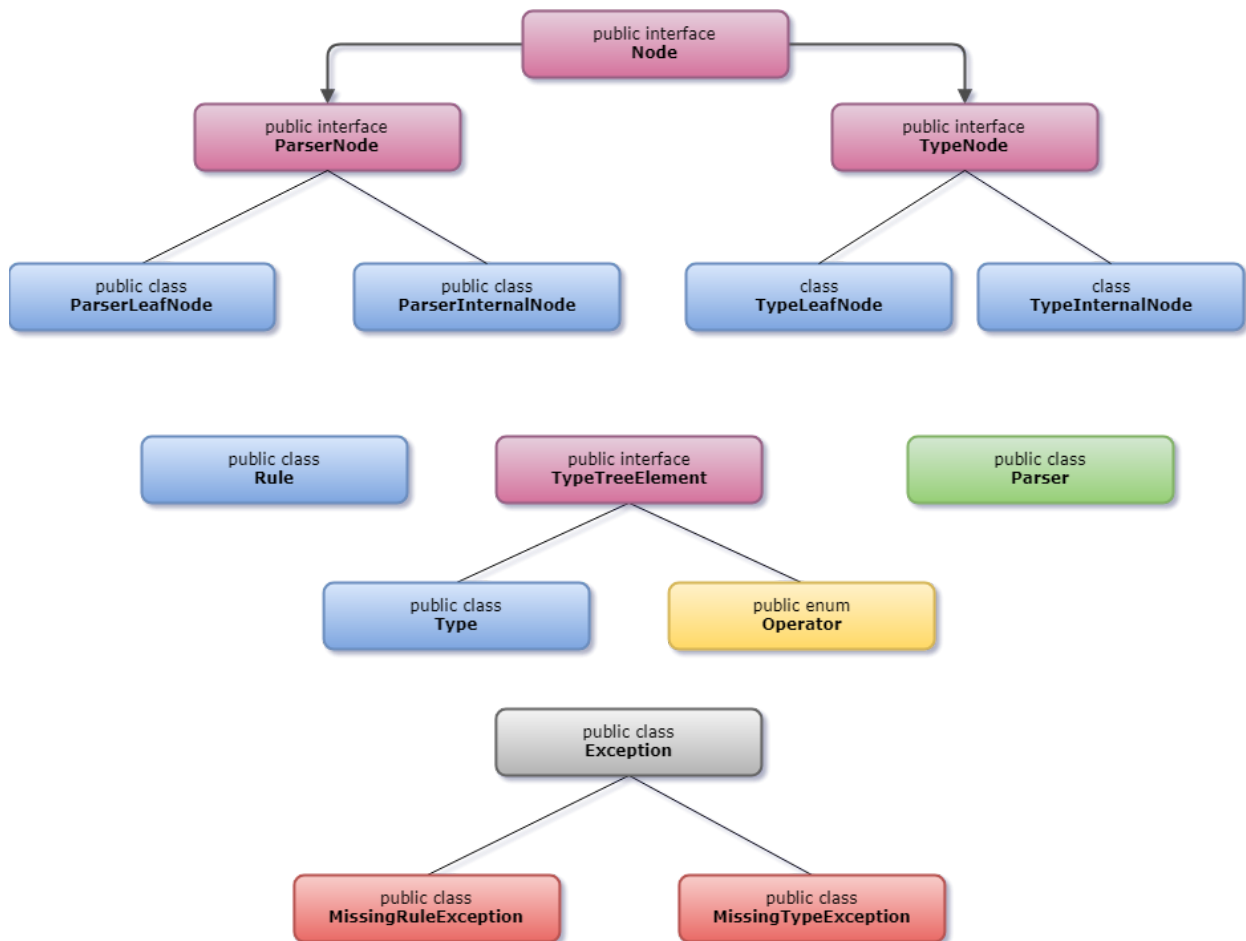 public interface
Node
public interface
ParserNode
public interface
TypeNode
public class
ParserLeafNode
public class
ParserInternalNode
class
TypeLeafNode
class
TypeInternalNode
public class
Rule
public interface
TypeTreeElement
public class
Parser
public class
Type
public enum
Operator
public class
Exception
public class
MissingRuleException
public class
MissingTypeException